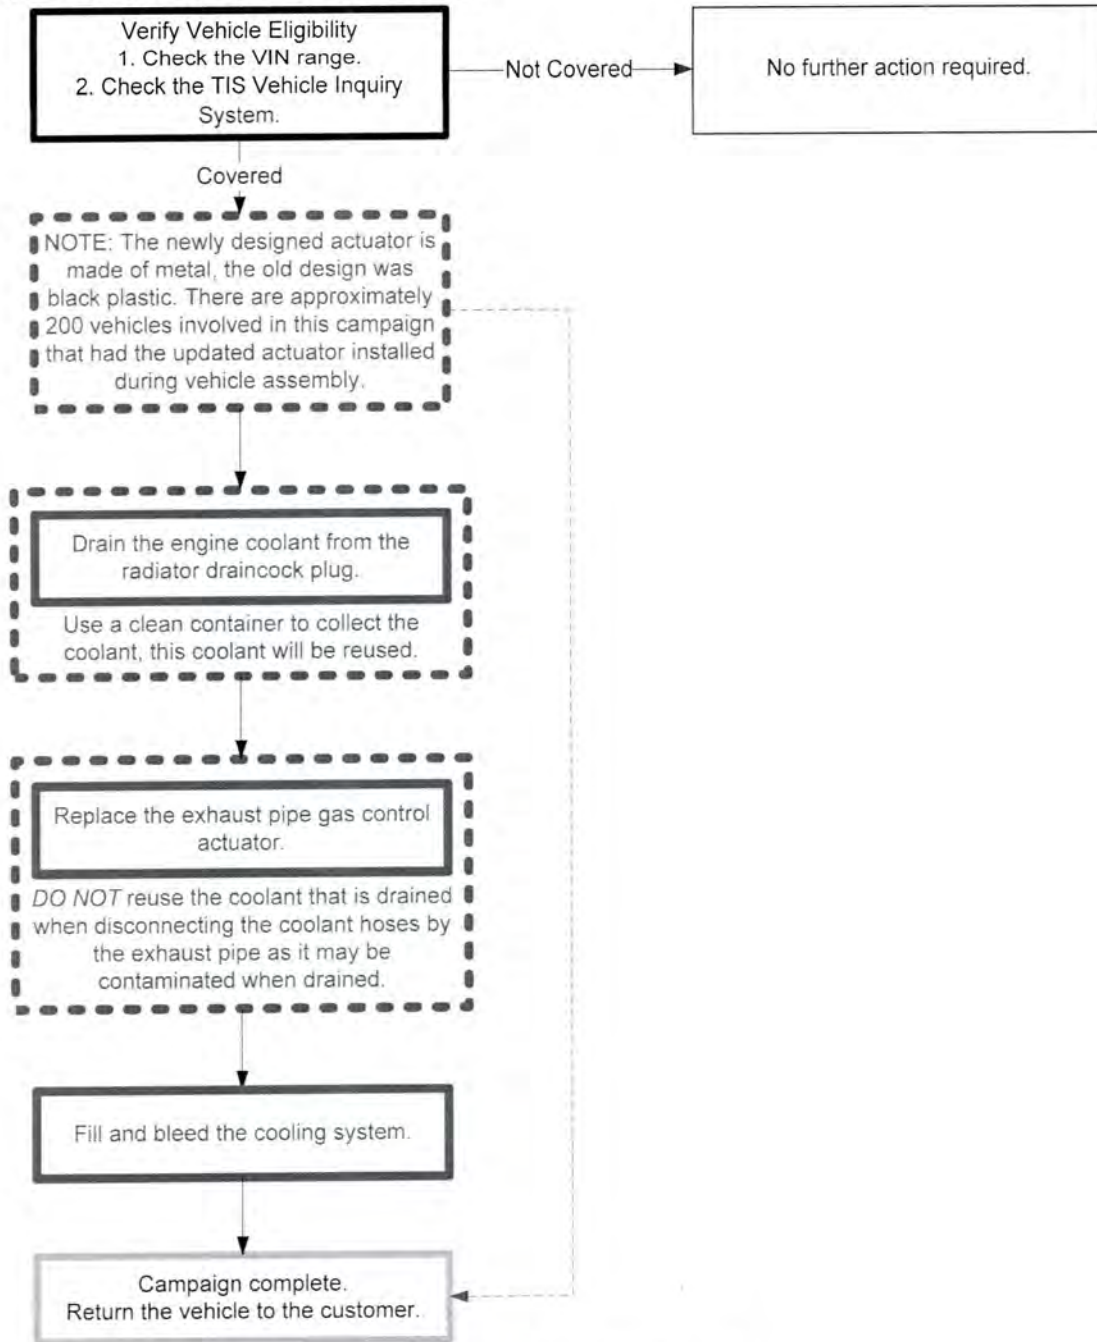 Verify Vehicle Eligibility
1. Check the VIN range.
2. Check the TIS Vehicle Inquiry
System.
Not Covered
No further action required.
Covered
NOTE: The newly designed actuator is
made of metal, the old design was
black plastic. There are approximately
200 vehicles involved in this campaign
that had the updated actuator installed
during vehicle assembly.
Drain the engine coolant from the
radiator draincock plug.
Use a clean container to collect the
coolant, this coolant will be reused.
Replace the exhaust pipe gas control
actuator.
DO NOT reuse the coolant that is drained
when disconnecting the coolant hoses by
the exhaust pipe as it may be
contaminated when drained.
Fill and bleed the cooling system.
Campaign complete.
Return the vehicle to the customer.